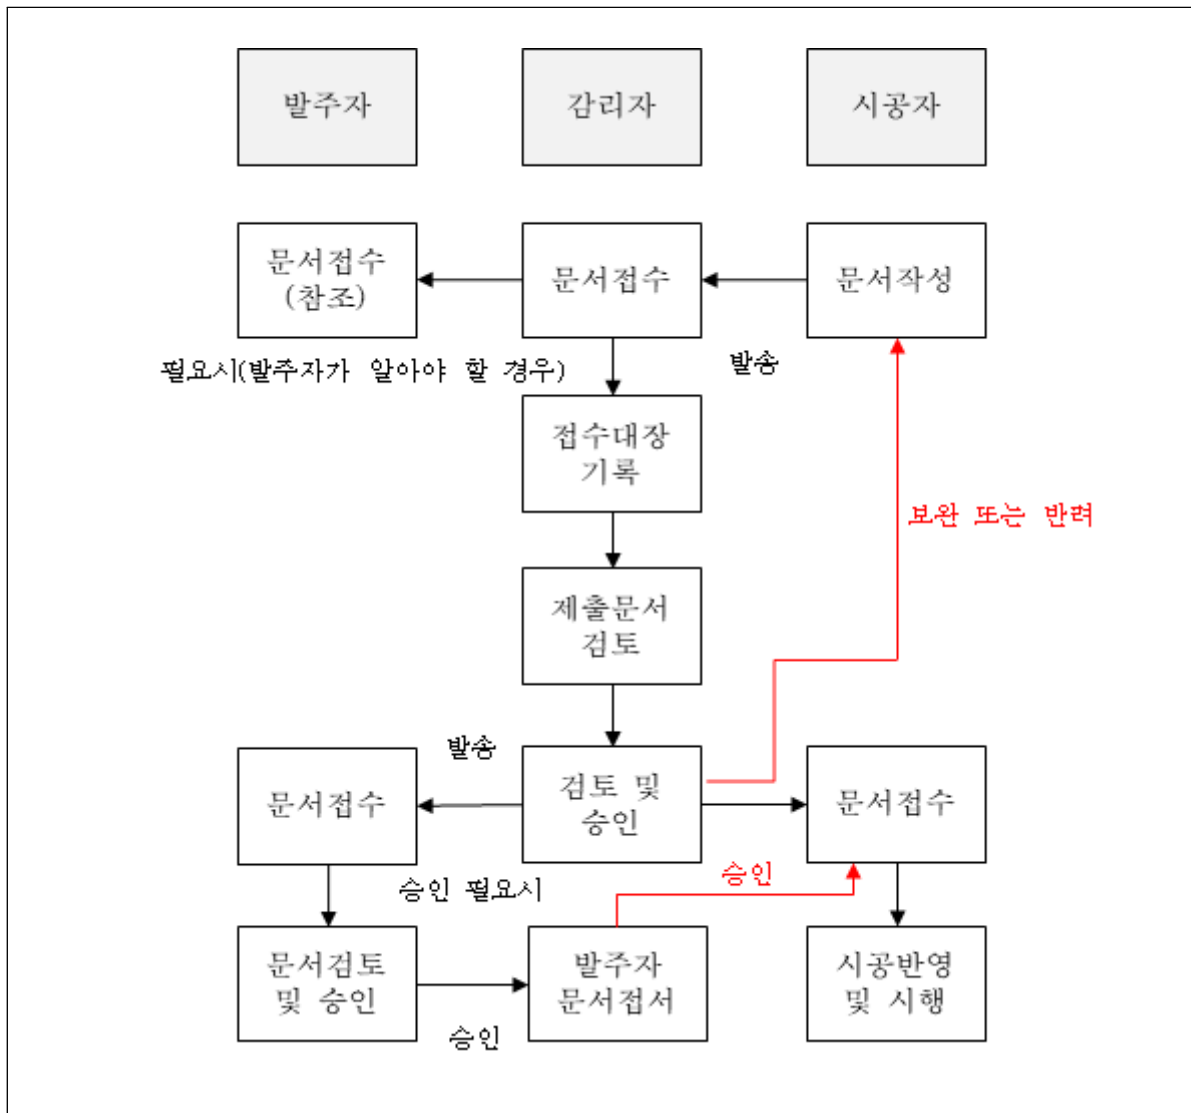 발주자
감리자
시공자
문서접수
(참조)
문서접수
문서작성
필요시(발주자가 알아야 할 경우)
발송
접수대장
기록
보완 또는 반려
제출문서
검토
발송
문서접수
검토 및
승인
문서접수
승인 필요시
승인
문서검토
및 승인
발주자
문서접서
시공반영
및 시행
승인